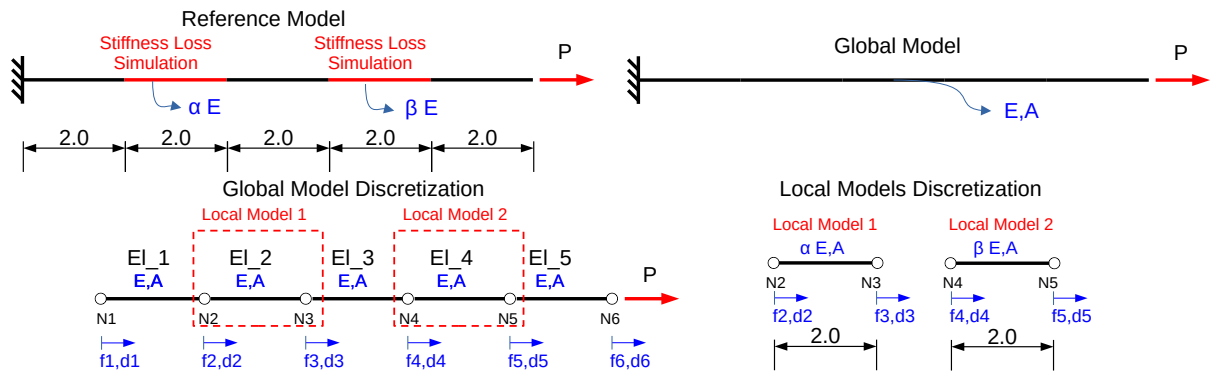 Reference Model
Stiffness Loss
Simulation
Stiffness Loss
Simulation
P
α E
β E
2.0 2.0 2.0 2.0 2.0
Global Model
P
E,A
Global Model Discretization
Local Model 1
Local Model 2
El_1 El_2 El_3 El_4 El_5
E,A E,A E,A E,A E,A
P
N1 N2 N3 N4 N5 N6
f1,d1 f2,d2 f3,d3 f4,d4 f5,d5 f6,d6
Local Models Discretization
Local Model 1
Local Model 2
α E,A β E,A
N2 N3 N4 N5
f2,d2 f3,d3 f4,d4 f5,d5
2.0 2.0